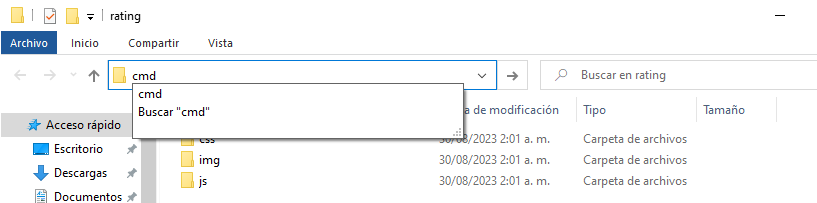 rating
Archivo Inicio Compartir Vista
cmd
Buscar en rating
cmd
Buscar "cmd"
a de modificación Tipo Tamaño
Acceso rápido
css 30/08/2023 2:01 a. m. Carpeta de archivos
Escritorio
img 30/08/2023 2:01 a. m. Carpeta de archivos
Descargas
js 30/08/2023 2:01 a. m. Carpeta de archivos
Documentos